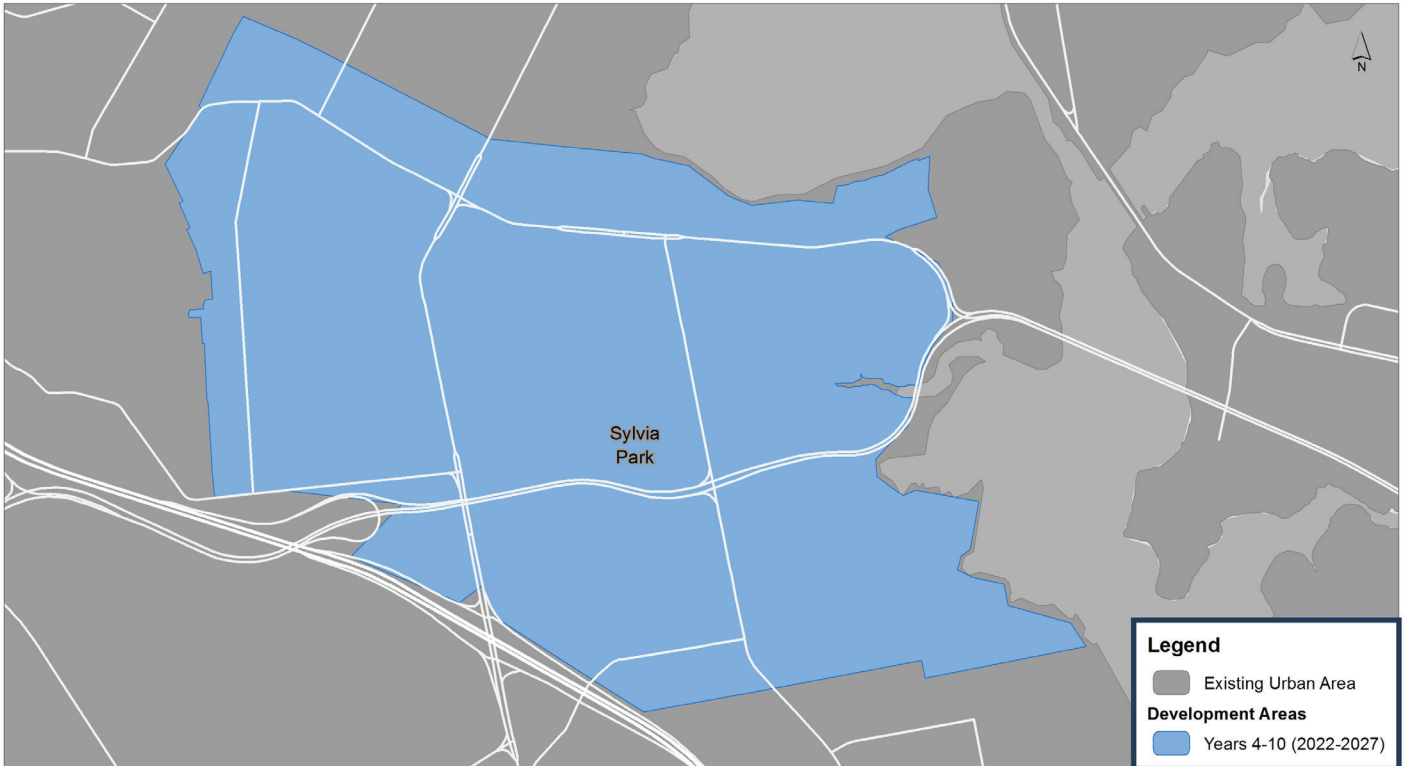 N
Sylvia
Park
Legend
Existing Urban Area
Development Areas
Years 4-10 (2022-2027)